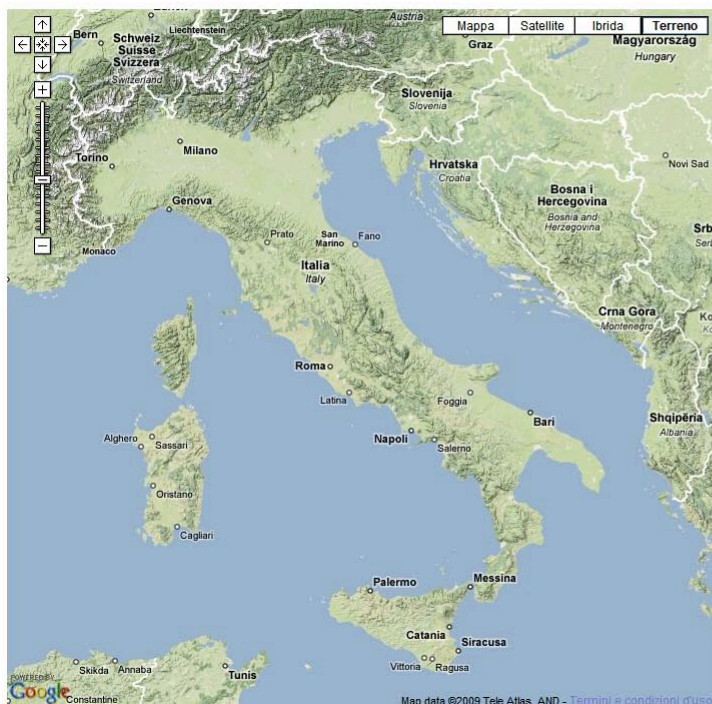 Mappa
Satellite
Ibrida
Terreno
Austria
Bern
Schweiz
Suisse
Svizzera
Switzerland
Liechtenstein
Graz
Magyarország
Hungary
Slovenija
Slovenia
Torino
Milano
Hrvatska
Croatia
Novi Sad
Genova
Bosna i
Hercegovina
Bosnia and
Herzegovina
Monaco
Prato
San
Marino
Fano
Italia
Italy
Crna Gora
Montenegro
Roma
Latina
Foggia
Bari
Shqipëria
Albania
Napoli
Salerno
Alghero
Sassari
Oristano
Cagliari
Palermo
Messina
Catania
Siracusa
Vittoria
Ragusa
Skikda
Annaba
Tunis
POWERED BY
Google
Constantine
Map data ©2009 Tele Atlas, AND - Termini e condizioni d'uso